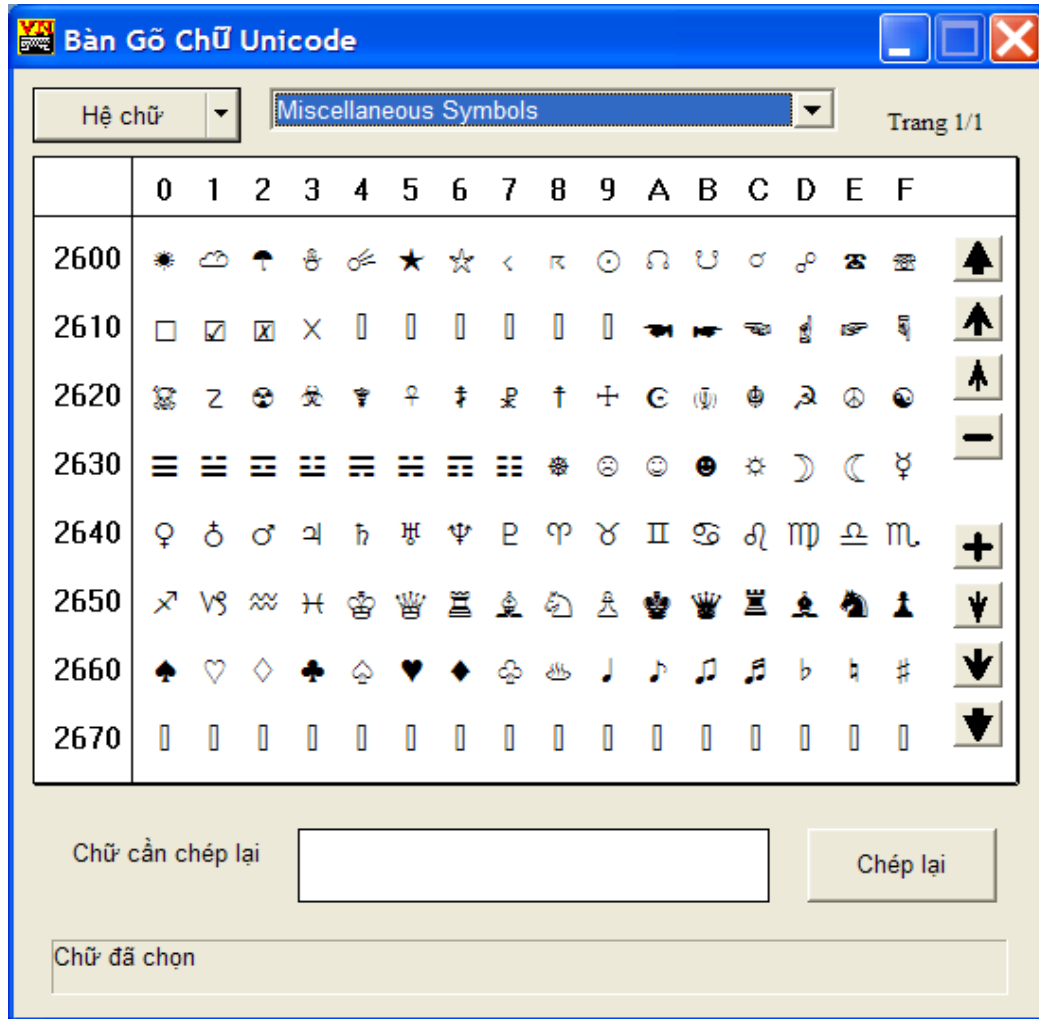 Bàn Gõ Chữ Unicode
Hệ chữ Miscellaneous Symbols Trang 1/1
0 1 2 3 4 5 6 7 8 9 A B C D E F
2600 ☀ ☁ ☂ ☃ ☄ ★ ☆ ☇ ☈ ☉ ☊ ☋ ☌ ☍ ☎ ☏
2610 ☐ ☑ ☒ ☓ ▯ ▯ ▯ ▯ ▯ ▯ ☚ ☛ ☜ ☝ ☞ ☟
2620 ☠ ☡ ☢ ☣ ☤ ☥ ☦ ☧ ☨ ☩ ☪ ☫ ☬ ☭ ☮ ☯
2630 ☰ ☱ ☲ ☳ ☴ ☵ ☶ ☷ ☸ ☹ ☺ ☻ ☼ ☽ ☾ ☿
2640 ♀ ♁ ♂ ♃ ♄ ♅ ♆ ♇ ♈ ♉ ♊ ♋ ♌ ♍ ♎ ♏
2650 ♐ ♑ ♒ ♓ ♔ ♕ ♖ ♗ ♘ ♙ ♚ ♛ ♜ ♝ ♞ ♟
2660 ♠ ♡ ♢ ♣ ♤ ♥ ♦ ♧ ♨ ♩ ♪ ♫ ♬ ♭ ♮ ♯
2670 ▯ ▯ ▯ ▯ ▯ ▯ ▯ ▯ ▯ ▯ ▯ ▯ ▯ ▯ ▯ ▯
Chữ cần chép lại Chép lại
Chữ đã chọn